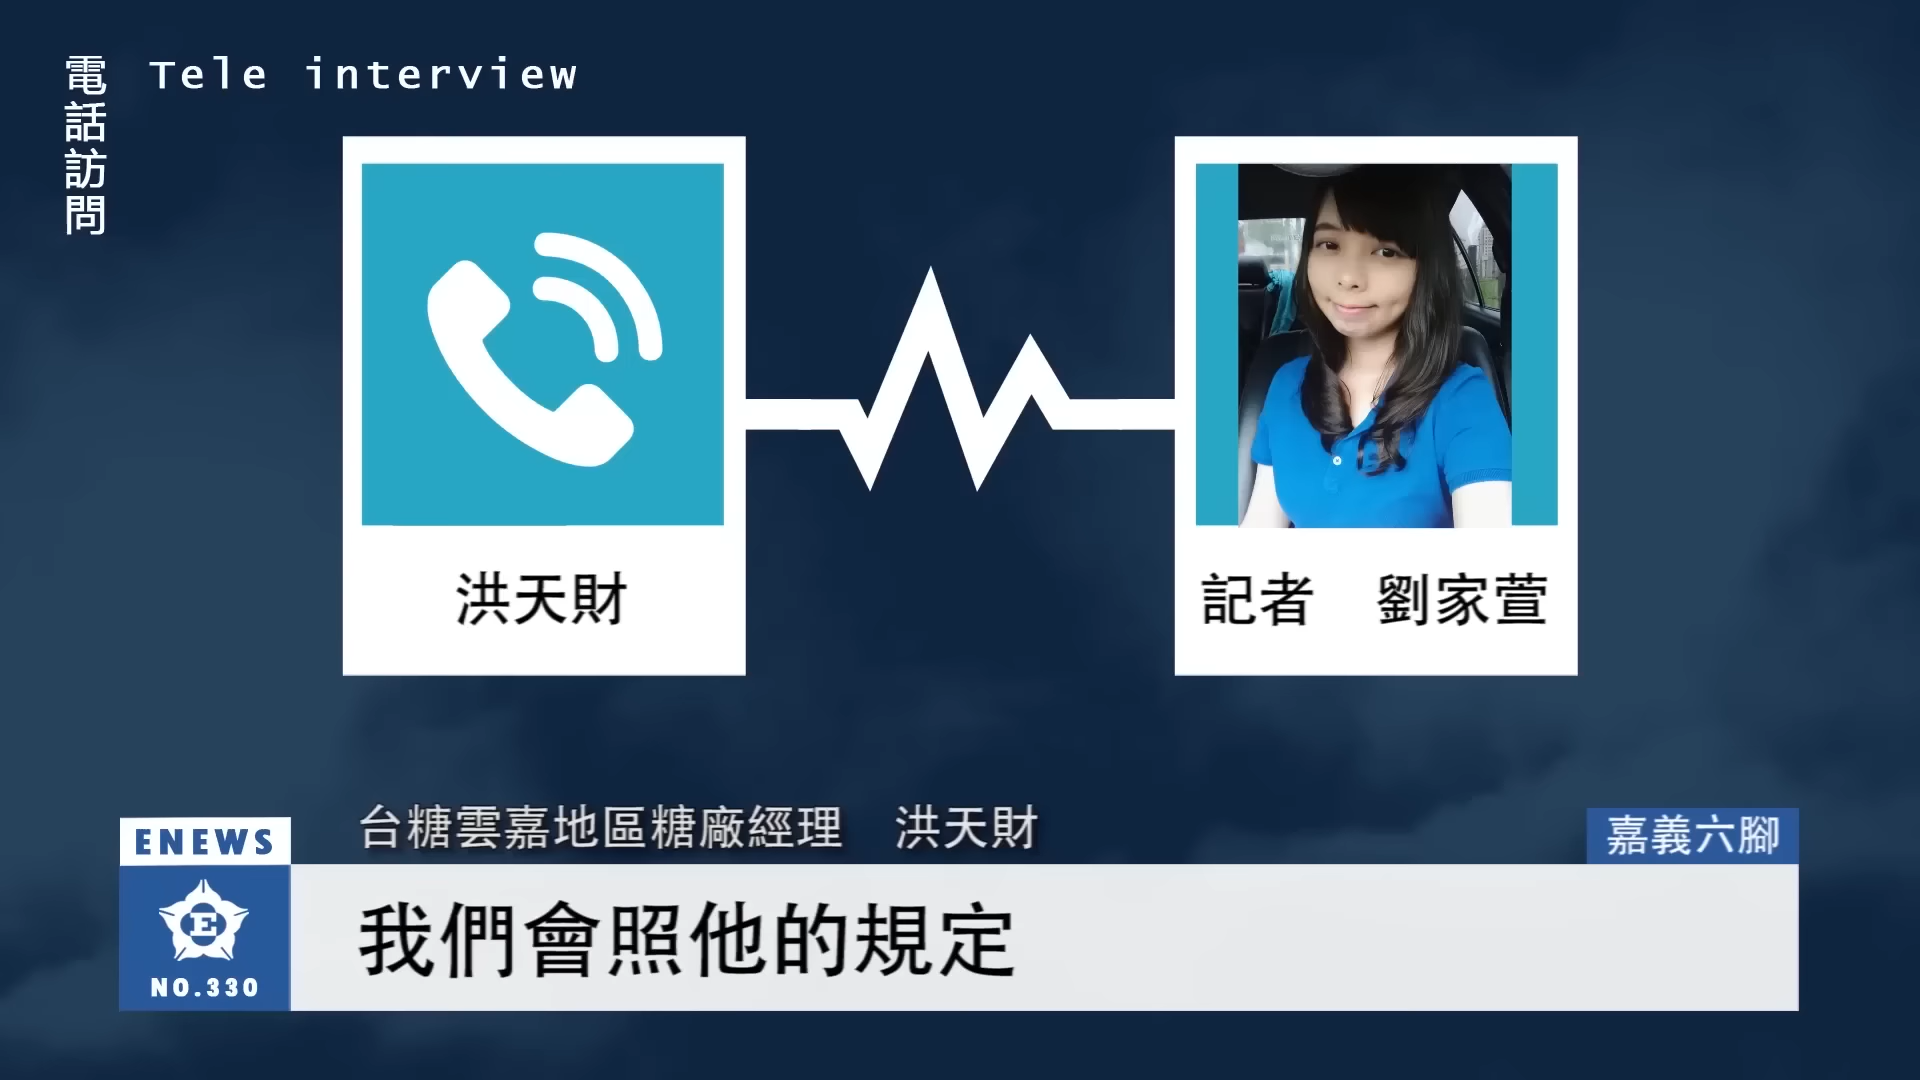 電話訪問
Tele interview
洪天財
記者 劉家萱
台糖雲嘉地區糖廠經理 洪天財
嘉義六腳
ENEWS
我們會照他的規定
E
NO.330